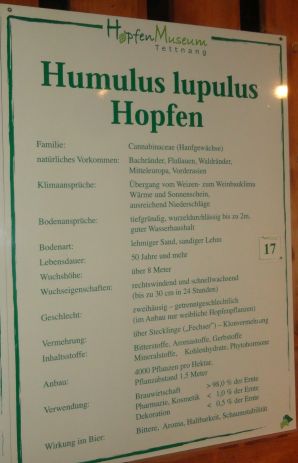 HopfenMuseum
Tettnang
Humulus lupulus
Hopfen
Familie: Cannabinaceae (Hanfgewächse)
natürliches Vorkommen: Bachränder, Flußauen, Waldränder,
Mitteleuropa, Vorderasien
Klimaansprüche: Übergang vom Weizen- zum Weinbauklima
Wärme und Sonnenschein,
ausreichend Niederschläge
Bodenansprüche: tiefgründig, wurzeldurchlässig bis zu 2m,
guter Wasserhaushalt
Bodenart: lehmiger Sand, sandiger Lehm
Lebensdauer: 50 Jahre und mehr
Wuchshöhe: über 8 Meter
Wuchseigenschaften: rechtswindend und schnellwachsend
(bis zu 30 cm in 24 Stunden)
Geschlecht: zweihäusig – getrenntgeschlechtlich
(im Anbau nur weibliche Hopfenpflanzen)
Vermehrung: über Stecklinge („Fechser“) – Klonvermehrung
Inhaltsstoffe: Bitterstoffe, Aromastoffe, Gerbstoffe
Mineralstoffe, Kohlenhydrate, Phytohormone
Anbau: 4000 Pflanzen pro Hektar,
Pflanzabstand 1,5 Meter
Verwendung: Brauwirtschaft > 98,0 % der Ernte
Pharmazie, Kosmetik < 1,0 % der Ernte
Dekoration < 0,5 % der Ernte
Wirkung im Bier: Bittere, Aroma, Haltbarkeit, Schaumstabilität
17